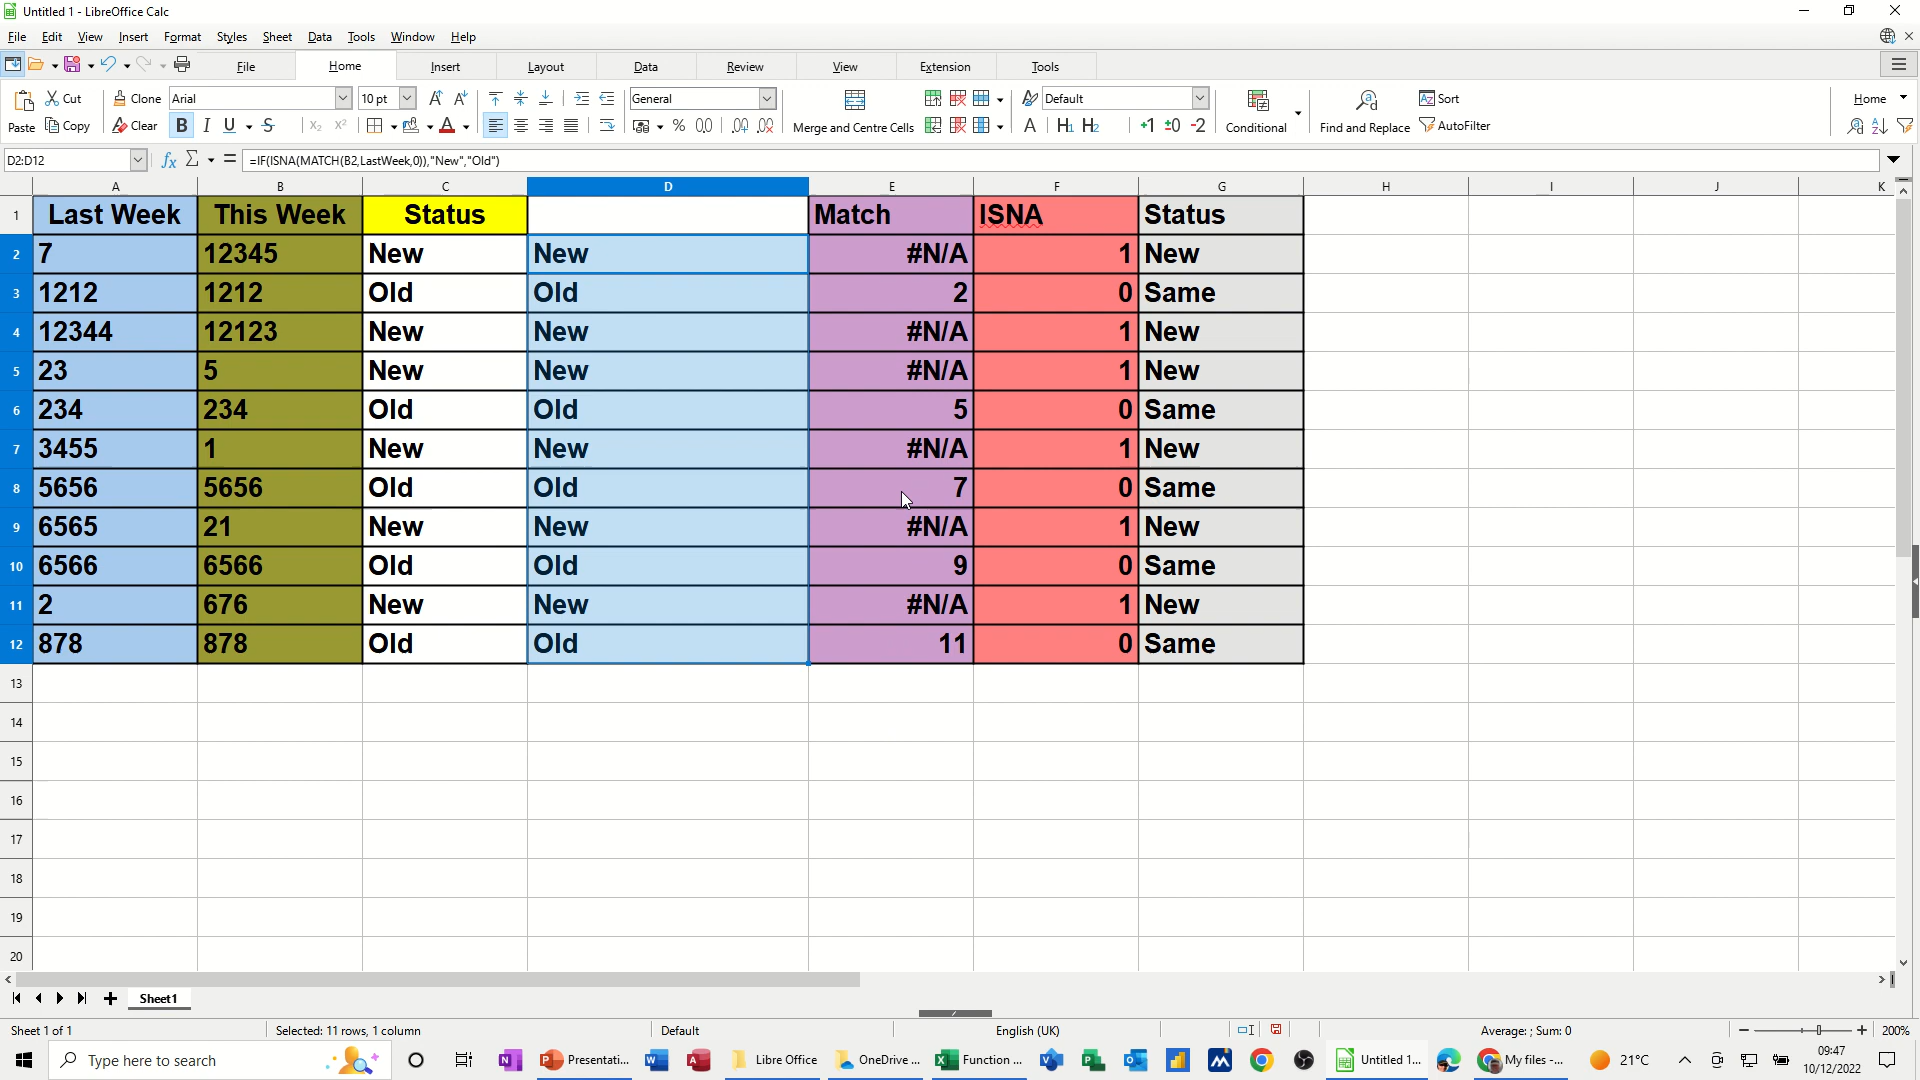 Untitled 1 - LibreOffice Calc
File Edit View Insert Format Styles Sheet Data Tools Window Help
File Home Insert Layout Data Review View Extension Tools
Cut Clone Arial 10 pt General Default Sort Home
Paste Copy Clear Merge and Centre Cells Conditional Find and Replace AutoFilter
D2:D12 =IF(ISNA(MATCH(B2,LastWeek,0)),"New","Old")
A B C D E F G H I J K
1 Last Week This Week Status Match ISNA Status
2 7 12345 New New #N/A 1 New
3 1212 1212 Old Old 2 0 Same
4 12344 12123 New New #N/A 1 New
5 23 5 New New #N/A 1 New
6 234 234 Old Old 5 0 Same
7 3455 1 New New #N/A 1 New
8 5656 5656 Old Old 7 0 Same
9 6565 21 New New #N/A 1 New
10 6566 6566 Old Old 9 0 Same
11 2 676 New New #N/A 1 New
12 878 878 Old Old 11 0 Same
13
14
15
16
17
18
19
20
Sheet1
Sheet 1 of 1 Selected: 11 rows, 1 column Default English (UK) Average: ; Sum: 0 200%
Type here to search Presentati... Libre Office OneDrive ... Function ... Untitled 1... My files -... 21°C 09:47
10/12/2022